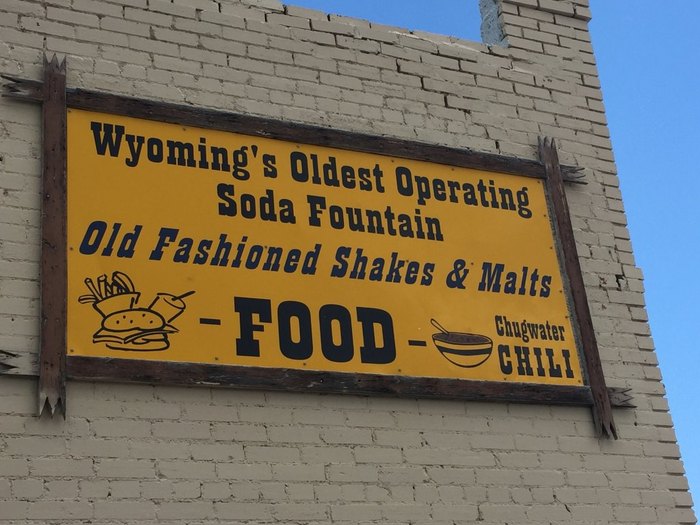 Wyoming's Oldest Operating
Soda Fountain
Old Fashioned Shakes & Malts
- FOOD -
Chugwater
CHILI